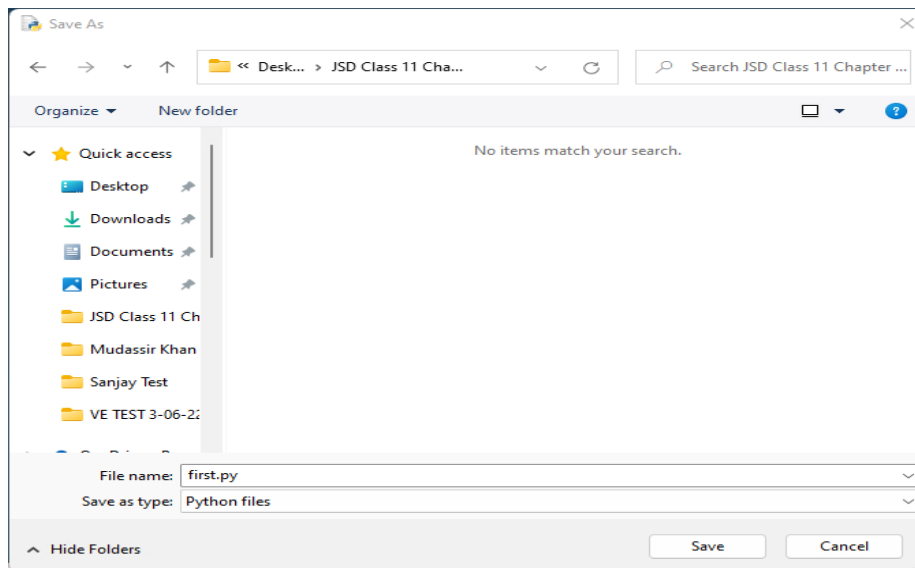 Save As
« Desk... > JSD Class 11 Cha...
Search JSD Class 11 Chapter ...
Organize
New folder
Quick access
No items match your search.
Desktop
Downloads
Documents
Pictures
JSD Class 11 Ch
Mudassir Khan
Sanjay Test
VE TEST 3-06-22
File name: first.py
Save as type: Python files
Hide Folders
Save
Cancel